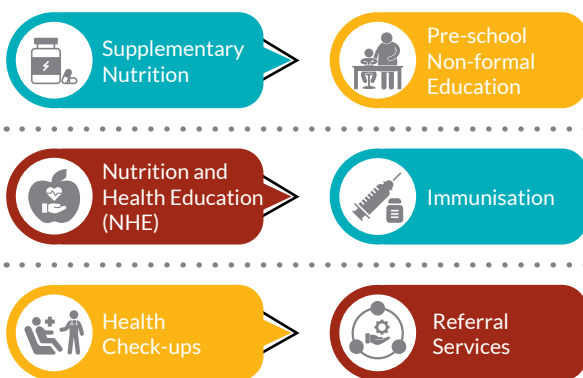 Supplementary
Nutrition
Pre-school
Non-formal
Education
Nutrition and
Health Education
(NHE)
Immunisation
Health
Check-ups
Referral
Services